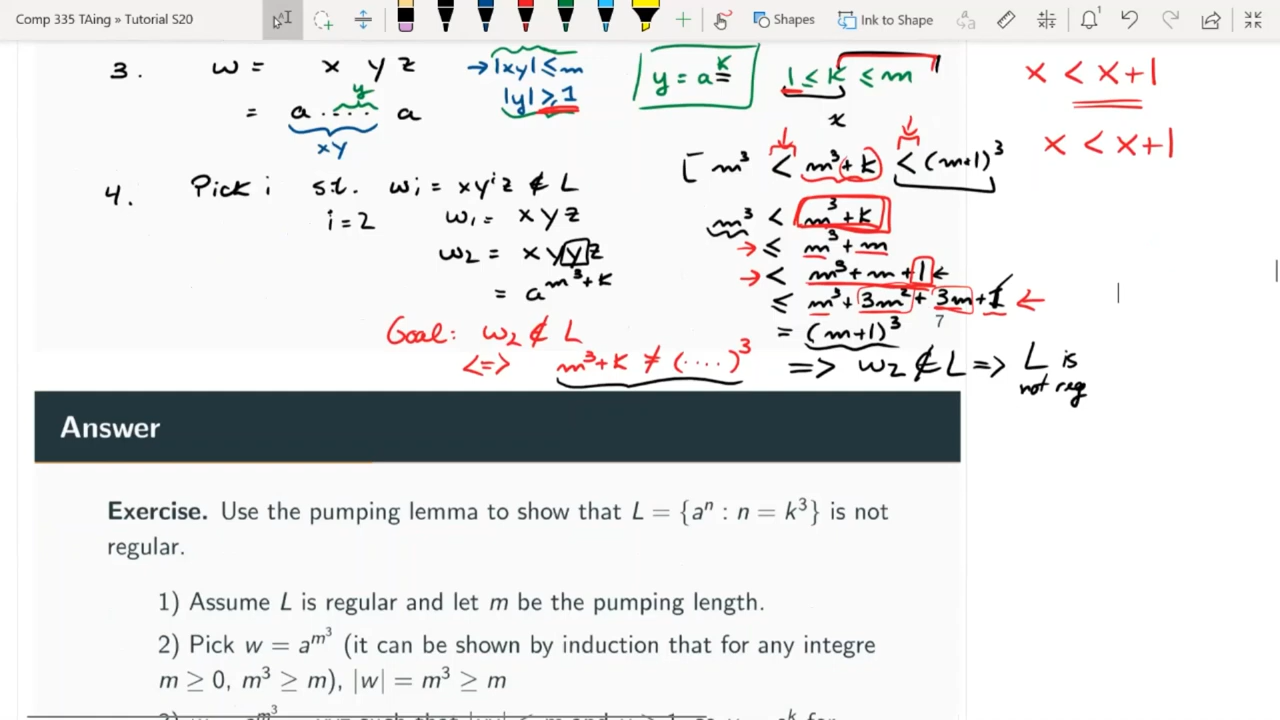 Comp 335 TAing » Tutorial S20
Shapes
Ink to Shape
3. w = x y z
= a ..... a
y
xy
→ |xy| ≤ m
|y| ≥ 1
y = a^k
1 ≤ k ≤ m
x
x < x+1
x < x+1
[ m³ < m³+k < (m+1)³
4. Pick i s.t. wᵢ = xyⁱz ∉ L
i = 2 w₁ = x y z
w₂ = x y y z
= a^{m³+k}
m³ < m³+k
→ ≤ m³+m
→ < m³+m+1 ←
≤ m³+3m²+3m+1 ←
7
= (m+1)³
Goal: w₂ ∉ L
<=> m³+k ≠ (....)³ => w₂ ∉ L => L is
not reg
Answer
Exercise. Use the pumping lemma to show that L = {aⁿ : n = k³} is not
regular.
1) Assume L is regular and let m be the pumping length.
2) Pick w = a^{m³} (it can be shown by induction that for any integre
m ≥ 0, m³ ≥ m), |w| = m³ ≥ m